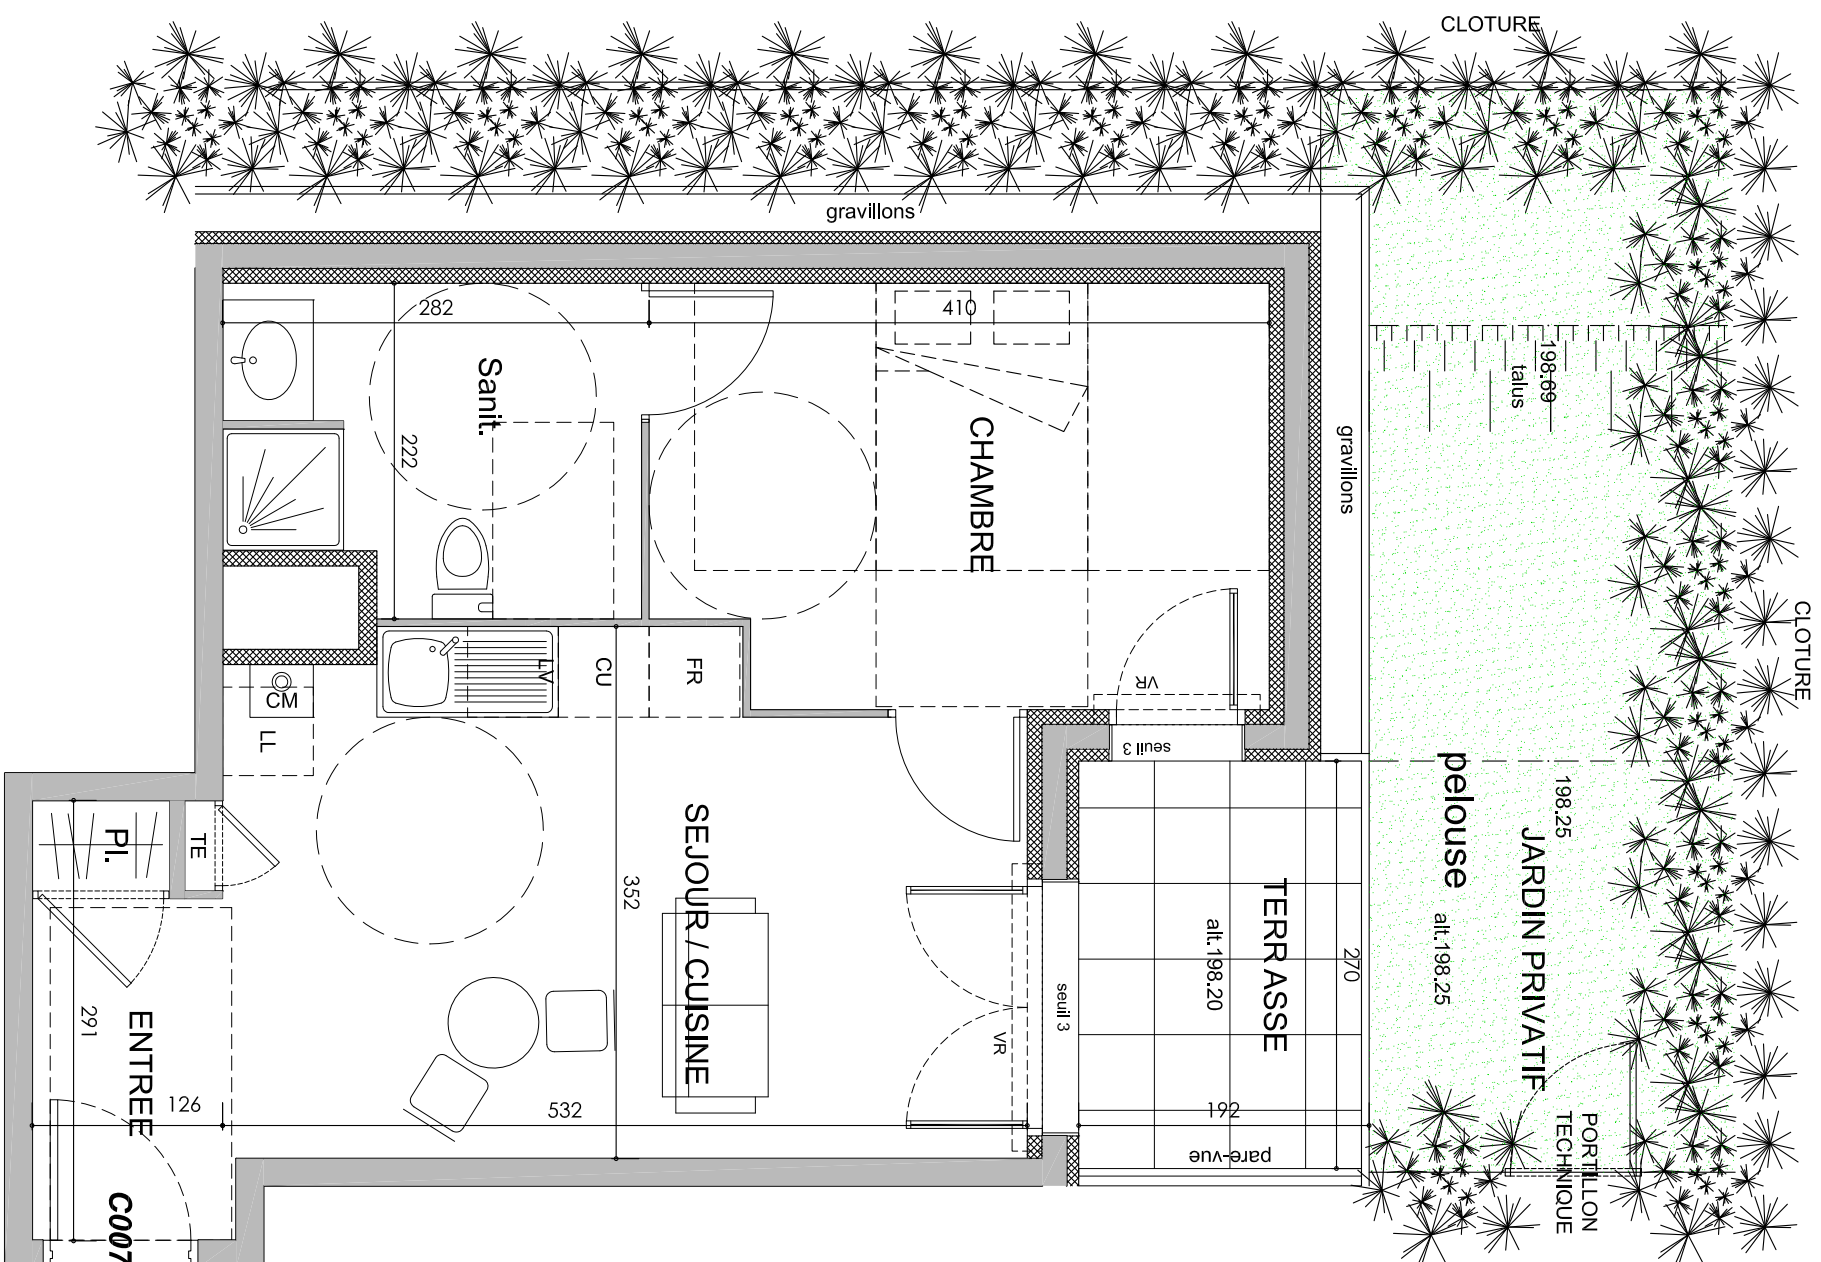 CLOTURE
gravillons
282
410
Sanit.
222
CHAMBRE
198.69
talus
gravillons
CLOTURE
LV
CU
FR
VR
CM
LL
seuil 3
pelouse
198.25
JARDIN PRIVATIF
alt.198.25
Pl.
TE
352
SEJOUR / CUISINE
TERRASSE
alt.198.20
270
seuil 3
VR
291
ENTREE
126
532
192
pare-vue
PORTILLON
TECHNIQUE
C007